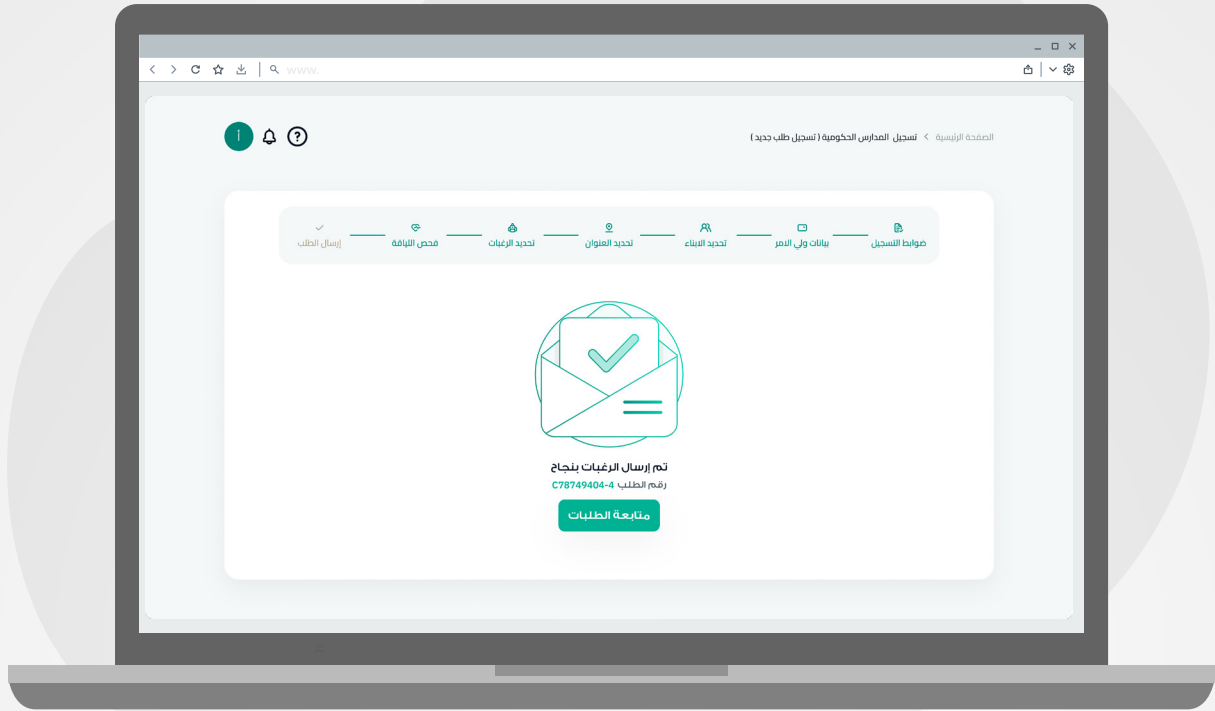 www.
الصفحة الرئيسية > تسجيل المدارس الحكومية ( تسجيل طلب جديد )
أ
ضوابط التسجيل
بيانات ولي الامر
تحديد الابناء
تحديد العنوان
تحديد الرغبات
فحص اللياقة
إرسال الطلب
تم إرسال الرغبات بنجاح
رقم الطلب C78749404-4
متابعة الطلبات